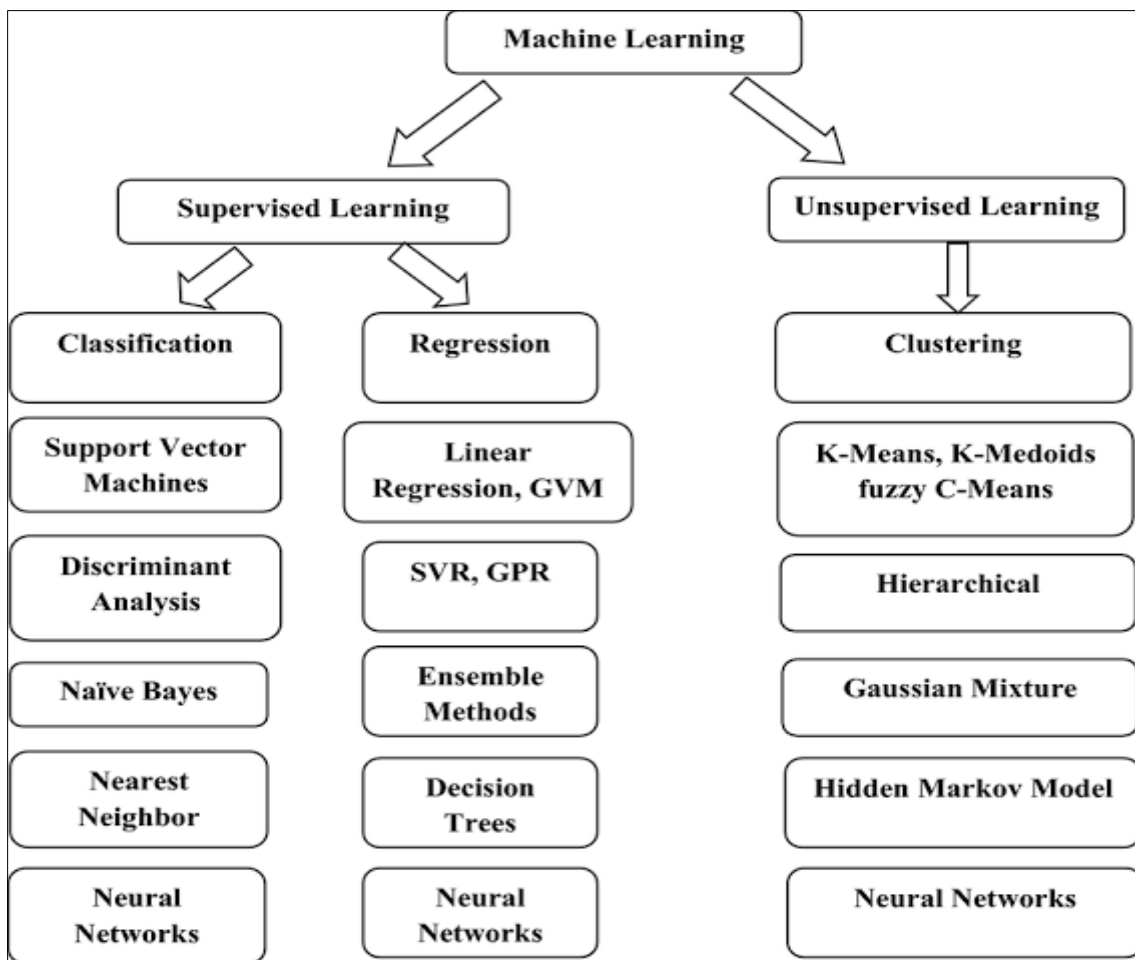 Machine Learning
Supervised Learning
Unsupervised Learning
Classification
Regression
Clustering
Support Vector
Machines
Linear
Regression, GVM
K-Means, K-Medoids
fuzzy C-Means
Discriminant
Analysis
SVR, GPR
Hierarchical
Naïve Bayes
Ensemble
Methods
Gaussian Mixture
Nearest
Neighbor
Decision
Trees
Hidden Markov Model
Neural
Networks
Neural
Networks
Neural Networks